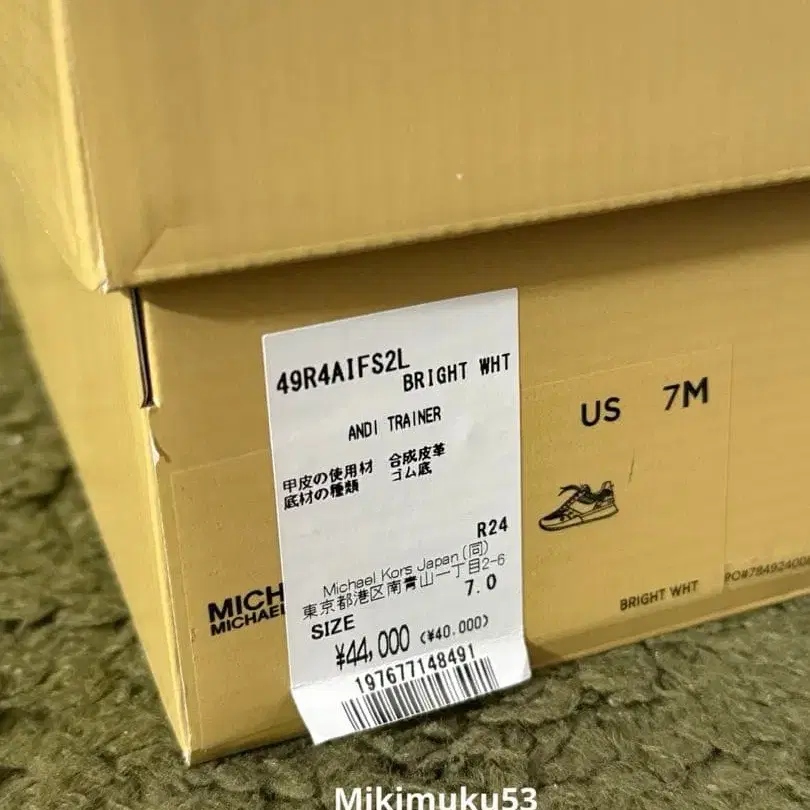 49R4AIFS2L
BRIGHT WHT
ANDI TRAINER
甲皮の使用材 合成皮革
底材の種類 ゴム底
R24
Michael Kors Japan (同)
東京都港区南青山一丁目2-6
SIZE 7.0
¥44,000 (¥40,000)
197677148491
US 7M
BRIGHT WHT
MICH
MICHAEL
Mikimuku53